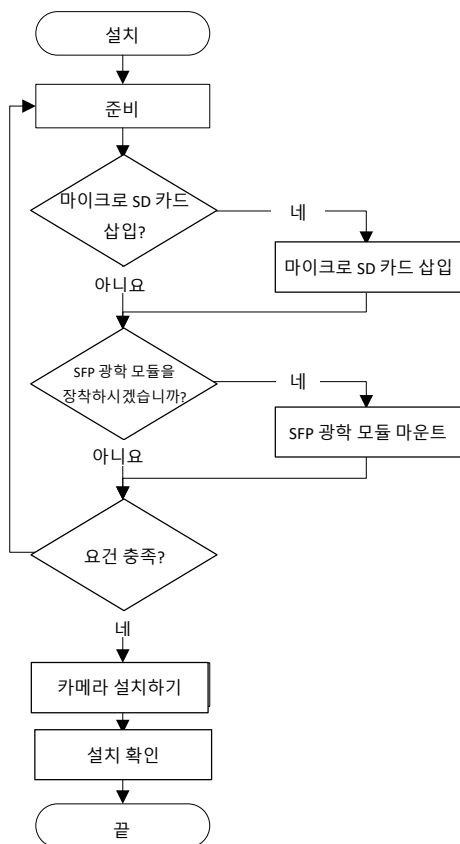 설치
준비
마이크로 SD 카드
삽입?
네
마이크로 SD 카드 삽입
아니요
SFP 광학 모듈을
장착하시겠습니까?
네
SFP 광학 모듈 마운트
아니요
요건 충족?
네
카메라 설치하기
설치 확인
끝